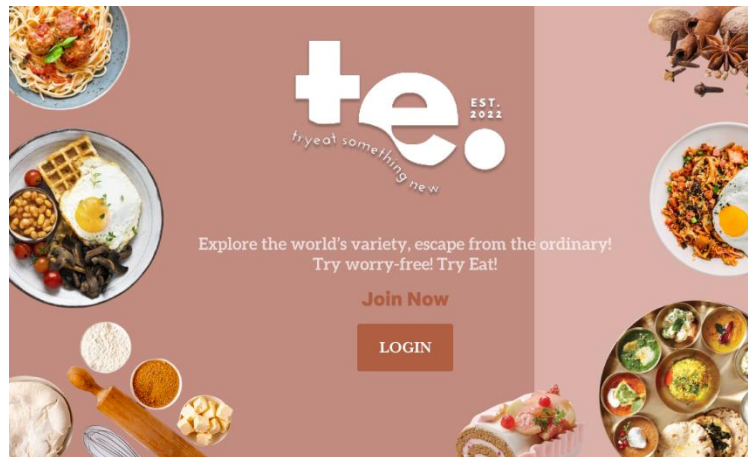 te.
EST.
2022
tryeat something new
Explore the world's variety, escape from the ordinary!
Try worry-free! Try Eat!
Join Now
LOGIN